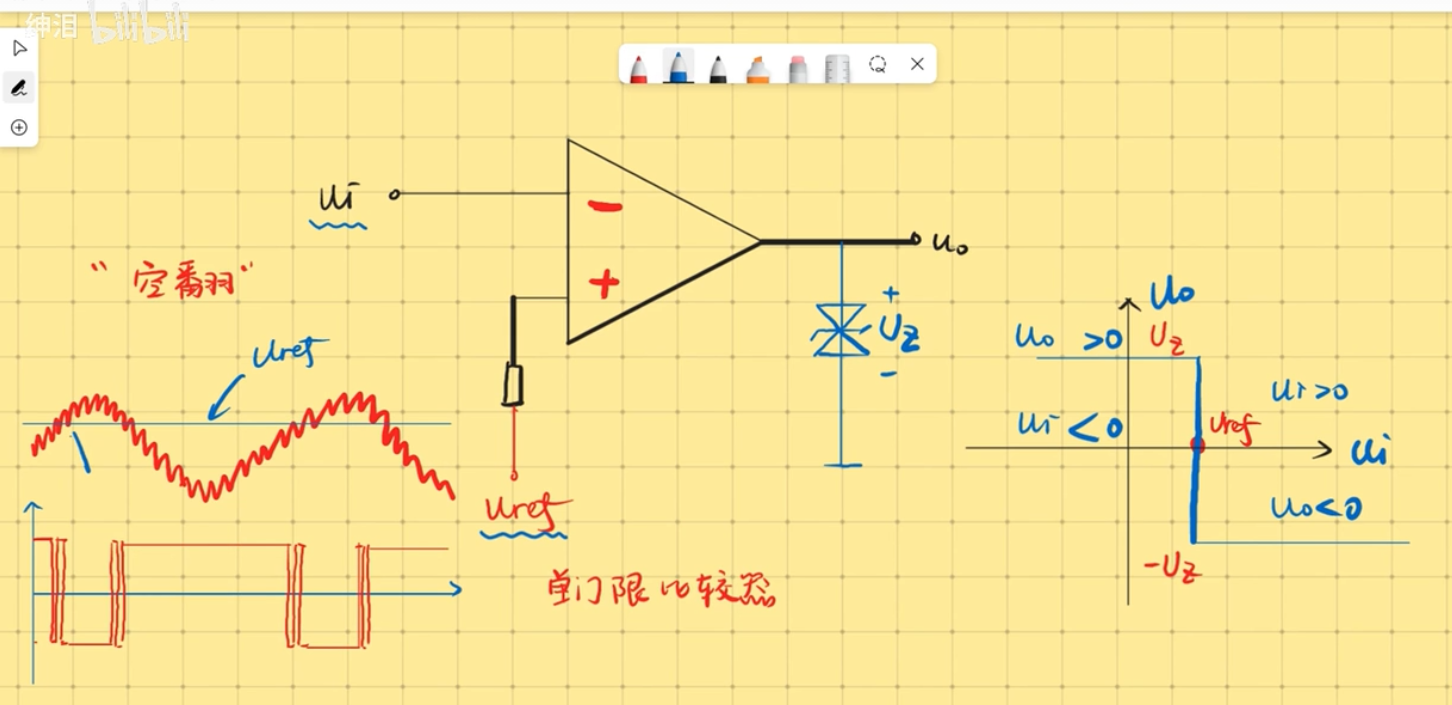 绅泪 bilibili
ui
−
+
uo
"空翻"
uref
+
Uz
−
uref
单门限比较器
uo
uo >0
Uz
ui>0
ui<0
uref
ui
uo<0
-Uz